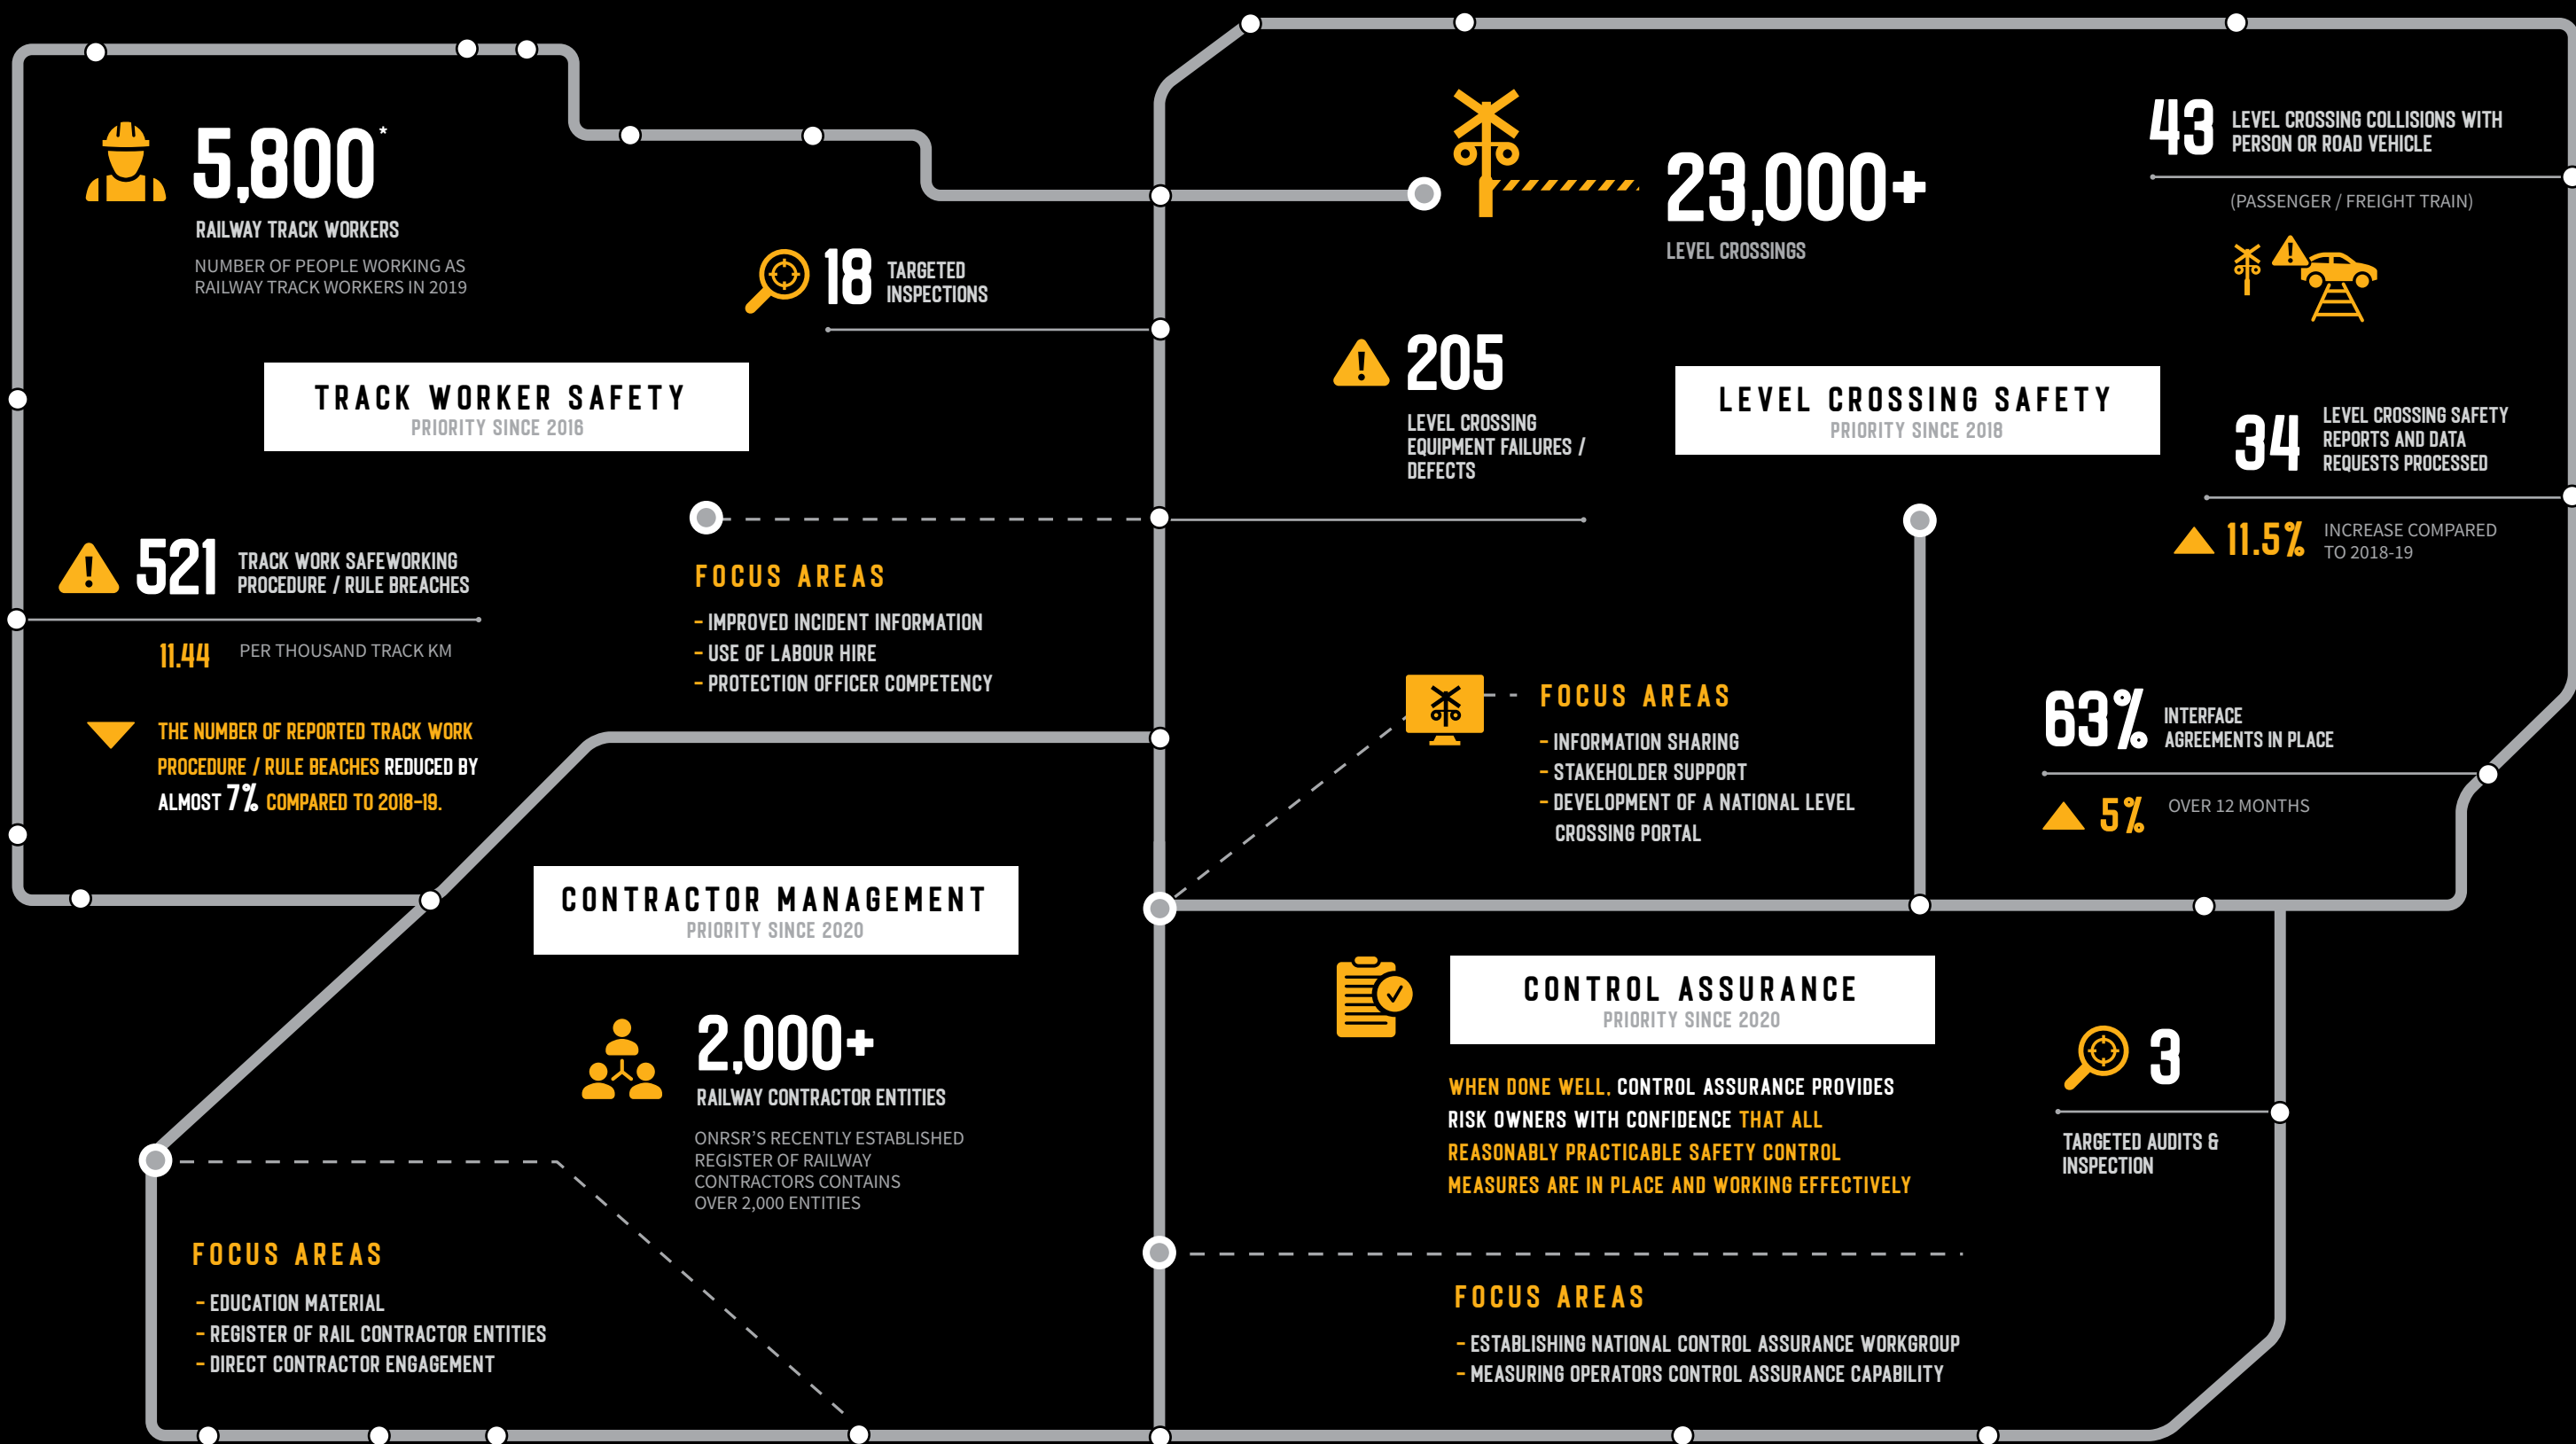 5,800*
RAILWAY TRACK WORKERS
NUMBER OF PEOPLE WORKING AS
RAILWAY TRACK WORKERS IN 2019
18
TARGETED
INSPECTIONS
TRACK WORKER SAFETY
PRIORITY SINCE 2016
521
TRACK WORK SAFEWORKING
PROCEDURE / RULE BREACHES
11.44
PER THOUSAND TRACK KM
THE NUMBER OF REPORTED TRACK WORK
PROCEDURE / RULE BEACHES REDUCED BY
ALMOST 7% COMPARED TO 2018-19.
FOCUS AREAS
- IMPROVED INCIDENT INFORMATION
- USE OF LABOUR HIRE
- PROTECTION OFFICER COMPETENCY
23,000+
LEVEL CROSSINGS
43
LEVEL CROSSING COLLISIONS WITH
PERSON OR ROAD VEHICLE
(PASSENGER / FREIGHT TRAIN)
205
LEVEL CROSSING
EQUIPMENT FAILURES /
DEFECTS
LEVEL CROSSING SAFETY
PRIORITY SINCE 2018
34
LEVEL CROSSING SAFETY
REPORTS AND DATA
REQUESTS PROCESSED
11.5%
INCREASE COMPARED
TO 2018-19
FOCUS AREAS
- INFORMATION SHARING
- STAKEHOLDER SUPPORT
- DEVELOPMENT OF A NATIONAL LEVEL
CROSSING PORTAL
63%
INTERFACE
AGREEMENTS IN PLACE
5%
OVER 12 MONTHS
CONTRACTOR MANAGEMENT
PRIORITY SINCE 2020
2,000+
RAILWAY CONTRACTOR ENTITIES
ONRSR'S RECENTLY ESTABLISHED
REGISTER OF RAILWAY
CONTRACTORS CONTAINS
OVER 2,000 ENTITIES
FOCUS AREAS
- EDUCATION MATERIAL
- REGISTER OF RAIL CONTRACTOR ENTITIES
- DIRECT CONTRACTOR ENGAGEMENT
CONTROL ASSURANCE
PRIORITY SINCE 2020
WHEN DONE WELL, CONTROL ASSURANCE PROVIDES
RISK OWNERS WITH CONFIDENCE THAT ALL
REASONABLY PRACTICABLE SAFETY CONTROL
MEASURES ARE IN PLACE AND WORKING EFFECTIVELY
3
TARGETED AUDITS &
INSPECTION
FOCUS AREAS
- ESTABLISHING NATIONAL CONTROL ASSURANCE WORKGROUP
- MEASURING OPERATORS CONTROL ASSURANCE CAPABILITY